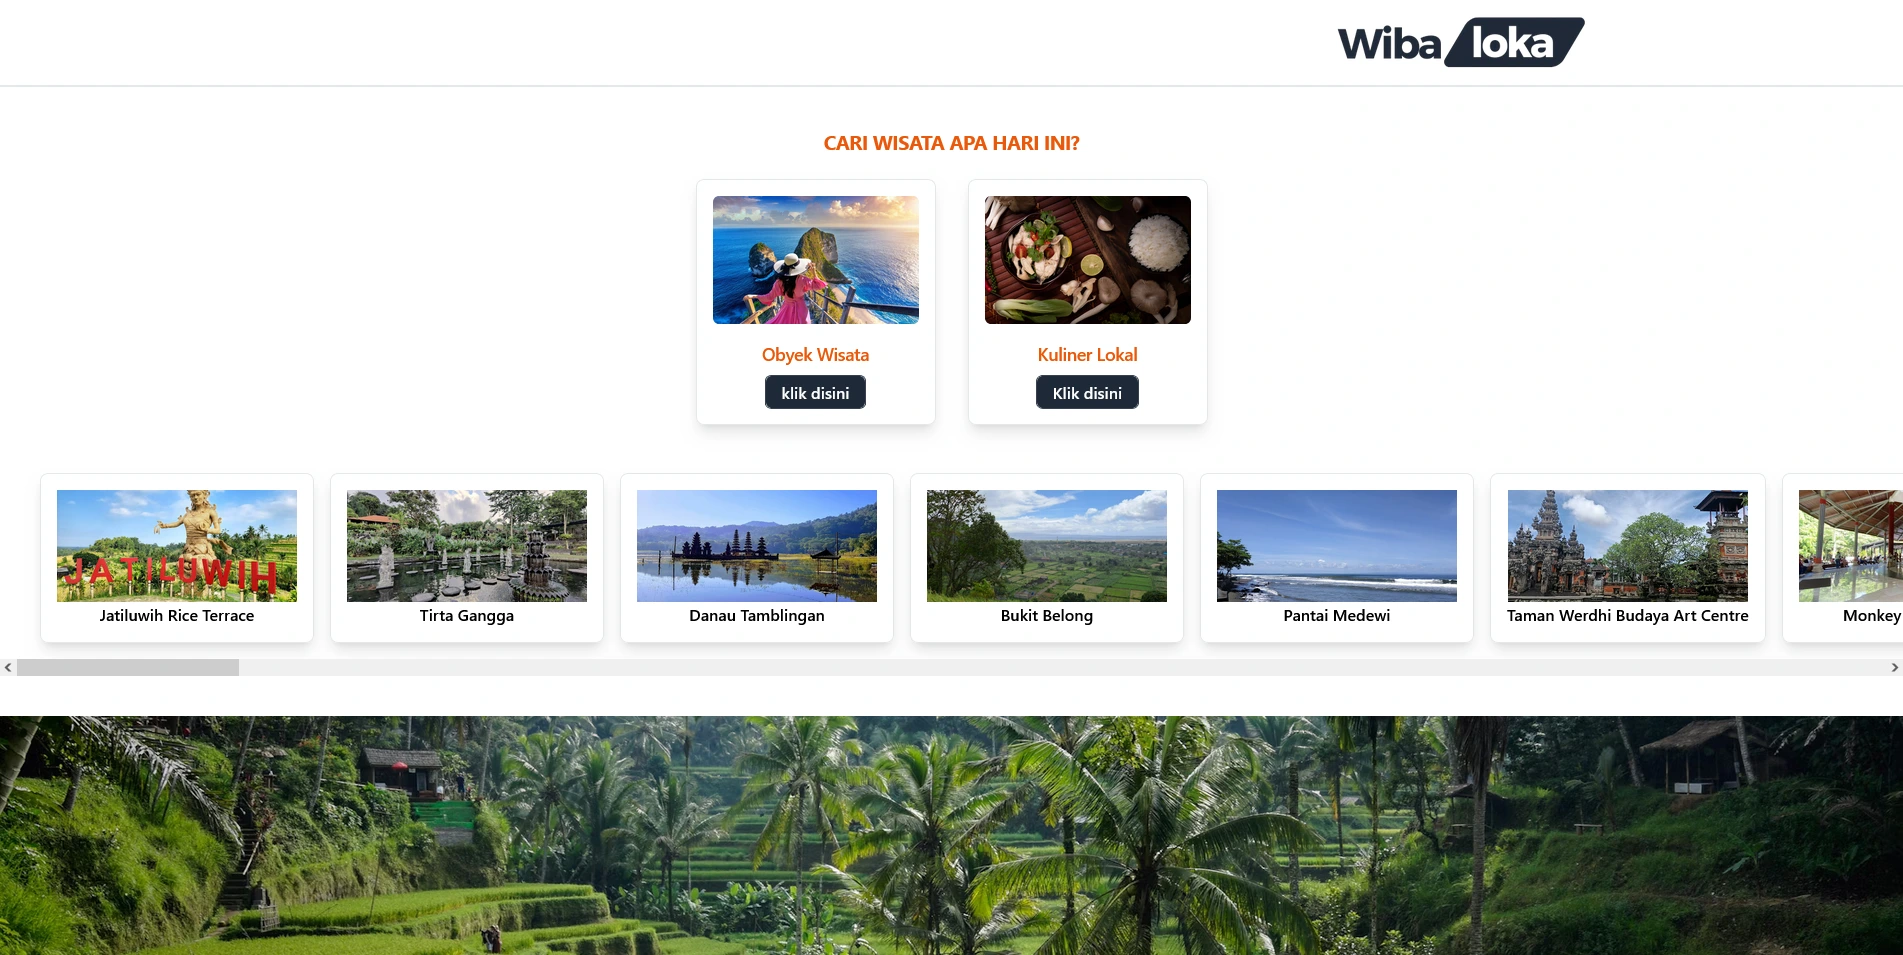 Wiba loka
CARI WISATA APA HARI INI?
Obyek Wisata
klik disini
Kuliner Lokal
Klik disini
JATILUWIH
Jatiluwih Rice Terrace
Tirta Gangga
Danau Tamblingan
Bukit Belong
Pantai Medewi
Taman Werdhi Budaya Art Centre
Monkey